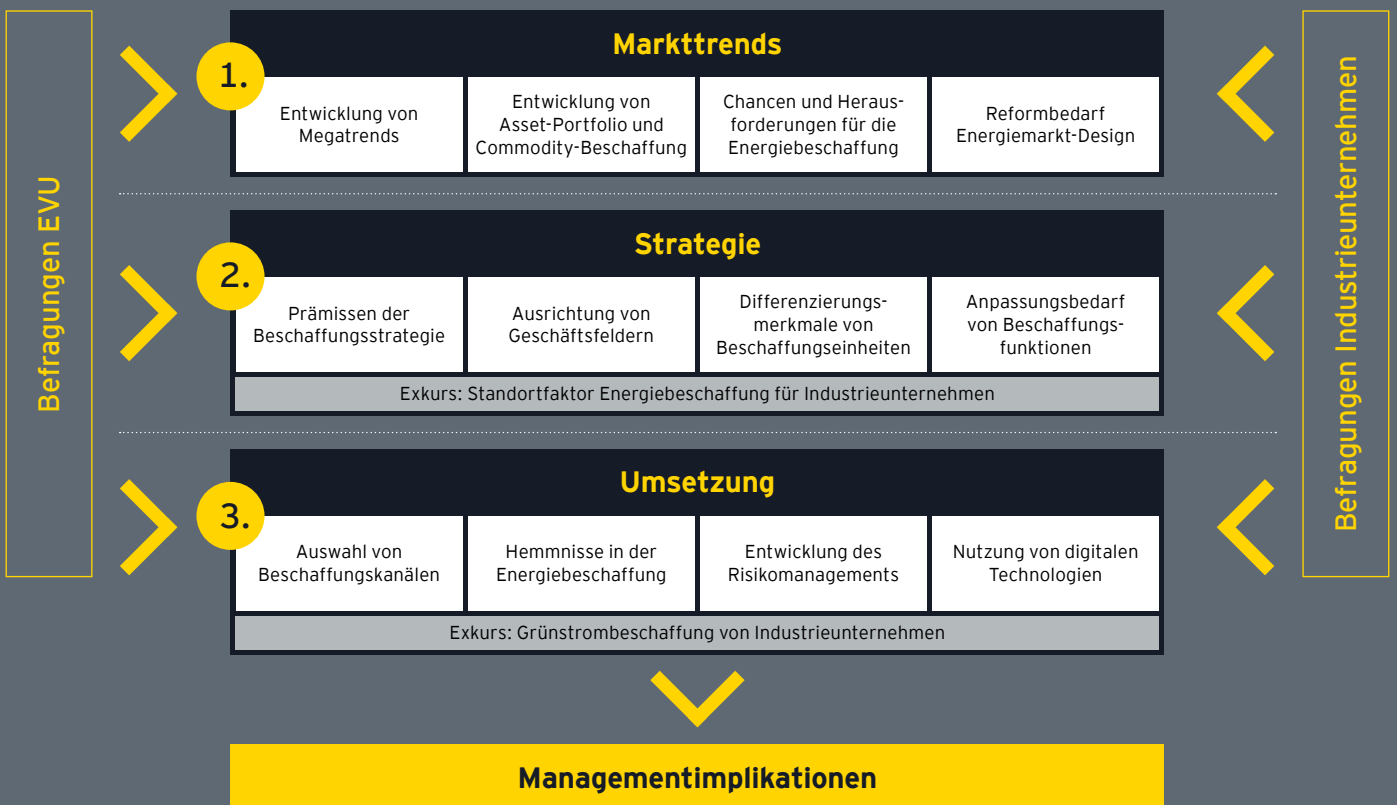 Befragungen EVU
1.
Markttrends
Entwicklung von
Megatrends
Entwicklung von
Asset-Portfolio und
Commodity-Beschaffung
Chancen und Heraus-
forderungen für die
Energiebeschaffung
Reformbedarf
Energiemarkt-Design
2.
Strategie
Prämissen der
Beschaffungsstrategie
Ausrichtung von
Geschäftsfeldern
Differenzierungs-
merkmale von
Beschaffungseinheiten
Anpassungsbedarf
von Beschaffungs-
funktionen
Exkurs: Standortfaktor Energiebeschaffung für Industrieunternehmen
3.
Umsetzung
Auswahl von
Beschaffungskanälen
Hemmnisse in der
Energiebeschaffung
Entwicklung des
Risikomanagements
Nutzung von digitalen
Technologien
Exkurs: Grünstrombeschaffung von Industrieunternehmen
Managementimplikationen
Befragungen Industrieunternehmen